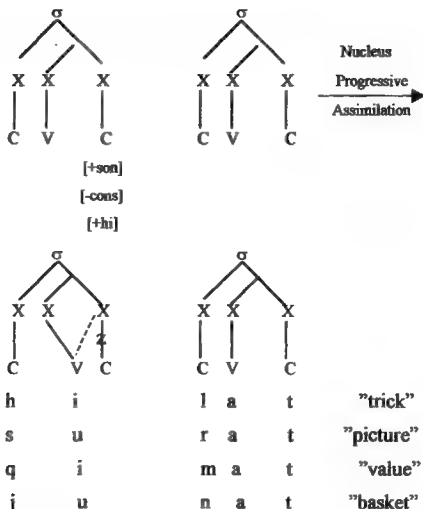 σ σ
Nucleus
X X X X X X Progressive
Assimilation
C V C C V C
[+son]
[-cons]
[+hi]
σ σ
X X X X X X
Z
C V C C V C
h i l a t "trick"
s u r a t "picture"
q i m a t "value"
j u n a t "basket"